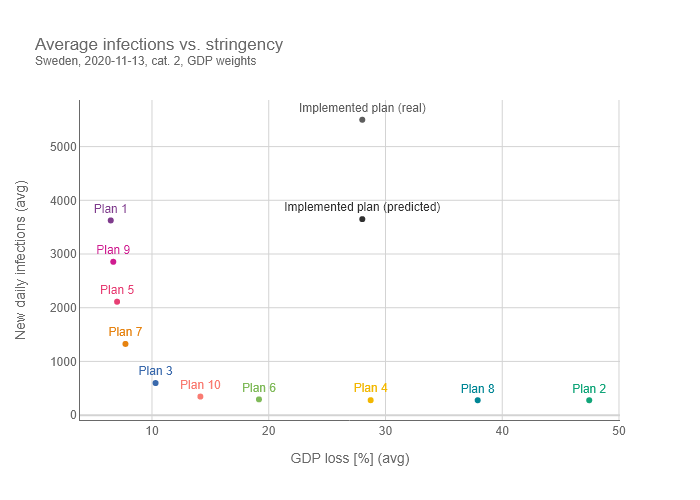 Average infections vs. stringency
Sweden, 2020-11-13, cat. 2, GDP weights
Implemented plan (real)
5000
4000
Plan 1
Implemented plan (predicted)
3000
Plan 9
Plan 5
2000
Plan 7
1000
Plan 3
Plan 10
Plan 6
Plan 4
Plan 8
Plan 2
0
10
20
30
40
50
New daily infections (avg)
GDP loss [%] (avg)